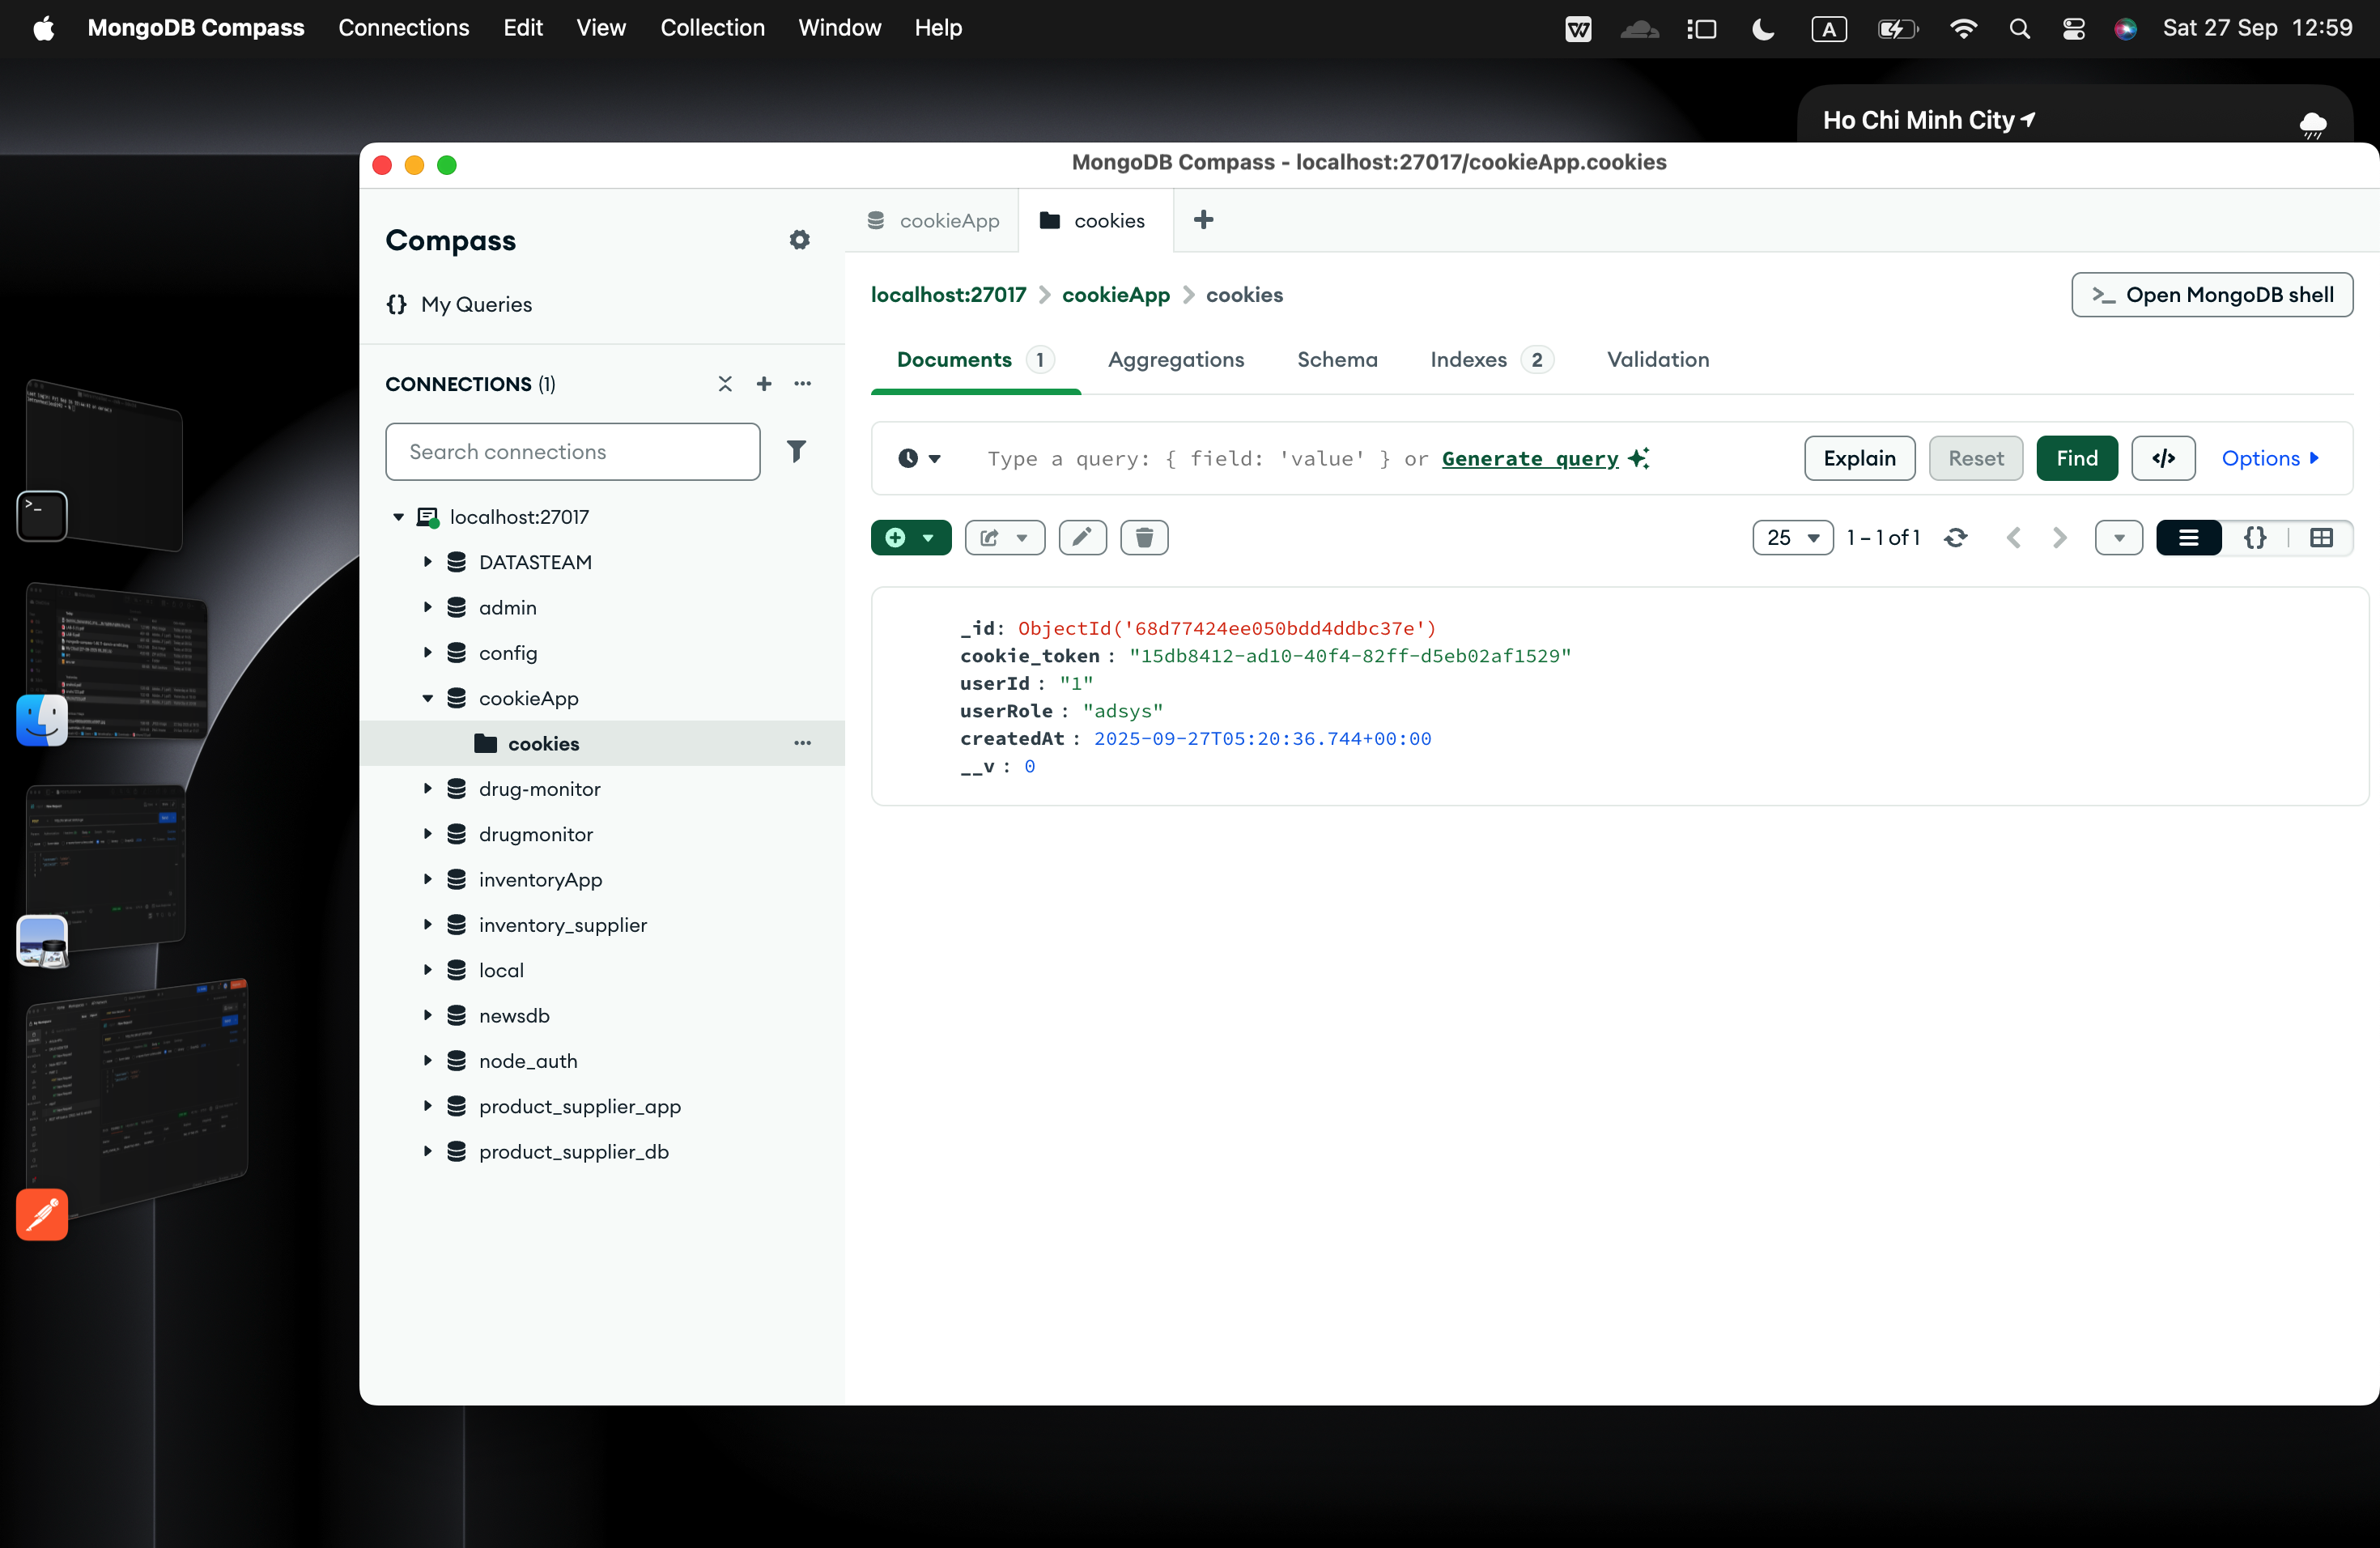 MongoDB Compass Connections Edit View Collection Window Help A Sat 27 Sep 12:59
Ho Chi Minh City
MongoDB Compass - localhost:27017/cookieApp.cookies
Compass
My Queries
CONNECTIONS (1)
Search connections
localhost:27017
DATASTEAM
admin
config
cookieApp
cookies
drug-monitor
drugmonitor
inventoryApp
inventory_supplier
local
newsdb
node_auth
product_supplier_app
product_supplier_db
cookieApp cookies
localhost:27017 > cookieApp > cookies
Open MongoDB shell
Documents 1 Aggregations Schema Indexes 2 Validation
Type a query: { field: 'value' } or Generate query
Explain Reset Find </> Options
25 1 – 1 of 1 {}
_id: ObjectId('68d77424ee050bdd4ddbc37e')
cookie_token : "15db8412-ad10-40f4-82ff-d5eb02af1529"
userId : "1"
userRole : "adsys"
createdAt : 2025-09-27T05:20:36.744+00:00
__v : 0